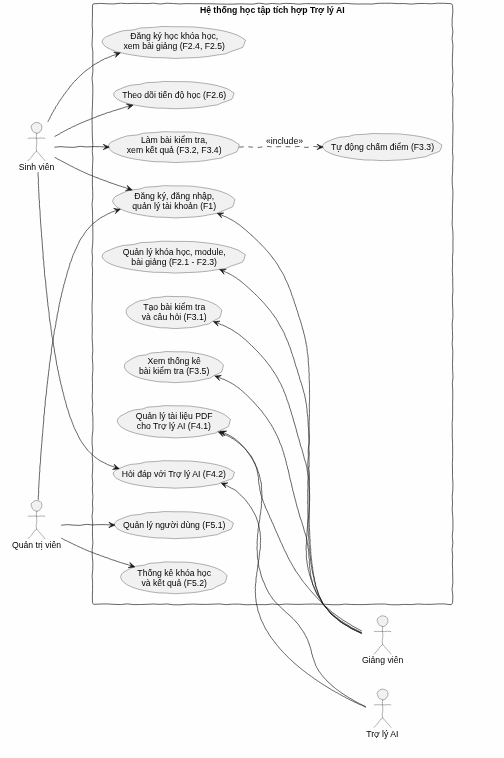 Hệ thống học tập tích hợp Trợ lý AI
Đăng ký học khóa học,
xem bài giảng (F2.4, F2.5)
Theo dõi tiến độ học (F2.6)
Làm bài kiểm tra,
xem kết quả (F3.2, F3.4)
«include»
Tự động chấm điểm (F3.3)
Sinh viên
Đăng ký, đăng nhập,
quản lý tài khoản (F1)
Quản lý khóa học, module,
bài giảng (F2.1 - F2.3)
Tạo bài kiểm tra
và câu hỏi (F3.1)
Xem thống kê
bài kiểm tra (F3.5)
Quản lý tài liệu PDF
cho Trợ lý AI (F4.1)
Hỏi đáp với Trợ lý AI (F4.2)
Quản lý người dùng (F5.1)
Quản trị viên
Thống kê khóa học
và kết quả (F5.2)
Giảng viên
Trợ lý AI